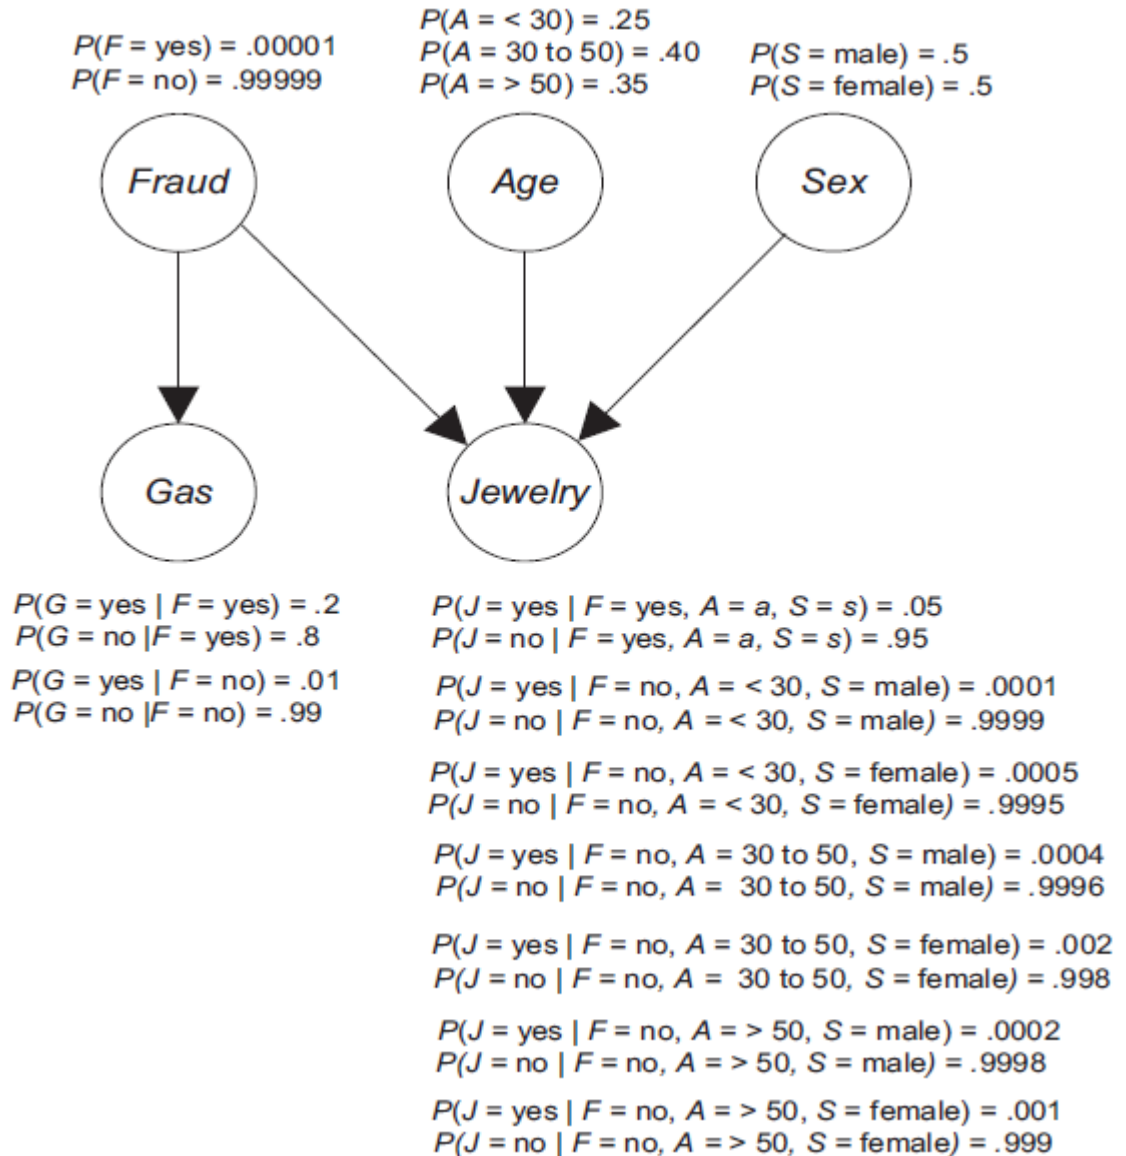 P(F = yes) = .00001
P(F = no) = .99999
P(A = < 30) = .25
P(A = 30 to 50) = .40
P(A = > 50) = .35
P(S = male) = .5
P(S = female) = .5
Fraud
Age
Sex
Gas
Jewelry
P(G = yes | F = yes) = .2
P(G = no |F = yes) = .8
P(G = yes | F = no) = .01
P(G = no |F = no) = .99
P(J = yes | F = yes, A = a, S = s) = .05
P(J = no | F = yes, A = a, S = s) = .95
P(J = yes | F = no, A = < 30, S = male) = .0001
P(J = no | F = no, A = < 30, S = male) = .9999
P(J = yes | F = no, A = < 30, S = female) = .0005
P(J = no | F = no, A = < 30, S = female) = .9995
P(J = yes | F = no, A = 30 to 50, S = male) = .0004
P(J = no | F = no, A = 30 to 50, S = male) = .9996
P(J = yes | F = no, A = 30 to 50, S = female) = .002
P(J = no | F = no, A = 30 to 50, S = female) = .998
P(J = yes | F = no, A = > 50, S = male) = .0002
P(J = no | F = no, A = > 50, S = male) = .9998
P(J = yes | F = no, A = > 50, S = female) = .001
P(J = no | F = no, A = > 50, S = female) = .999